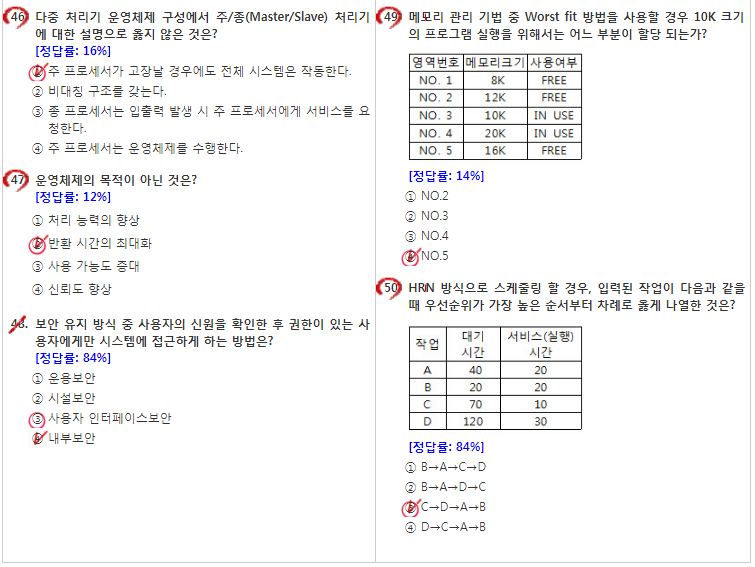 46. 다중 처리기 운영체제 구성에서 주/종(Master/Slave) 처리기
에 대한 설명으로 옳지 않은 것은?
[정답률: 16%]
① 주 프로세서가 고장날 경우에도 전체 시스템은 작동한다.
② 비대칭 구조를 갖는다.
③ 종 프로세서는 입출력 발생 시 주 프로세서에게 서비스를 요
청한다.
④ 주 프로세서는 운영체제를 수행한다.
47. 운영체제의 목적이 아닌 것은?
[정답률: 12%]
① 처리 능력의 향상
② 반환 시간의 최대화
③ 사용 가능도 증대
④ 신뢰도 향상
48. 보안 유지 방식 중 사용자의 신원을 확인한 후 권한이 있는 사
용자에게만 시스템에 접근하게 하는 방법은?
[정답률: 84%]
① 운용보안
② 시설보안
③ 사용자 인터페이스보안
④ 내부보안
49. 메모리 관리 기법 중 Worst fit 방법을 사용할 경우 10K 크기
의 프로그램 실행을 위해서는 어느 부분이 할당 되는가?
영역번호 메모리크기 사용여부
NO. 1 8K FREE
NO. 2 12K FREE
NO. 3 10K IN USE
NO. 4 20K IN USE
NO. 5 16K FREE
[정답률: 14%]
① NO.2
② NO.3
③ NO.4
④ NO.5
50. HRN 방식으로 스케줄링 할 경우, 입력된 작업이 다음과 같을
때 우선순위가 가장 높은 순서부터 차례로 옳게 나열한 것은?
작업 대기 시간 서비스(실행) 시간
A 40 20
B 20 20
C 70 10
D 120 30
[정답률: 84%]
① B→A→C→D
② B→A→D→C
③ C→D→A→B
④ D→C→A→B